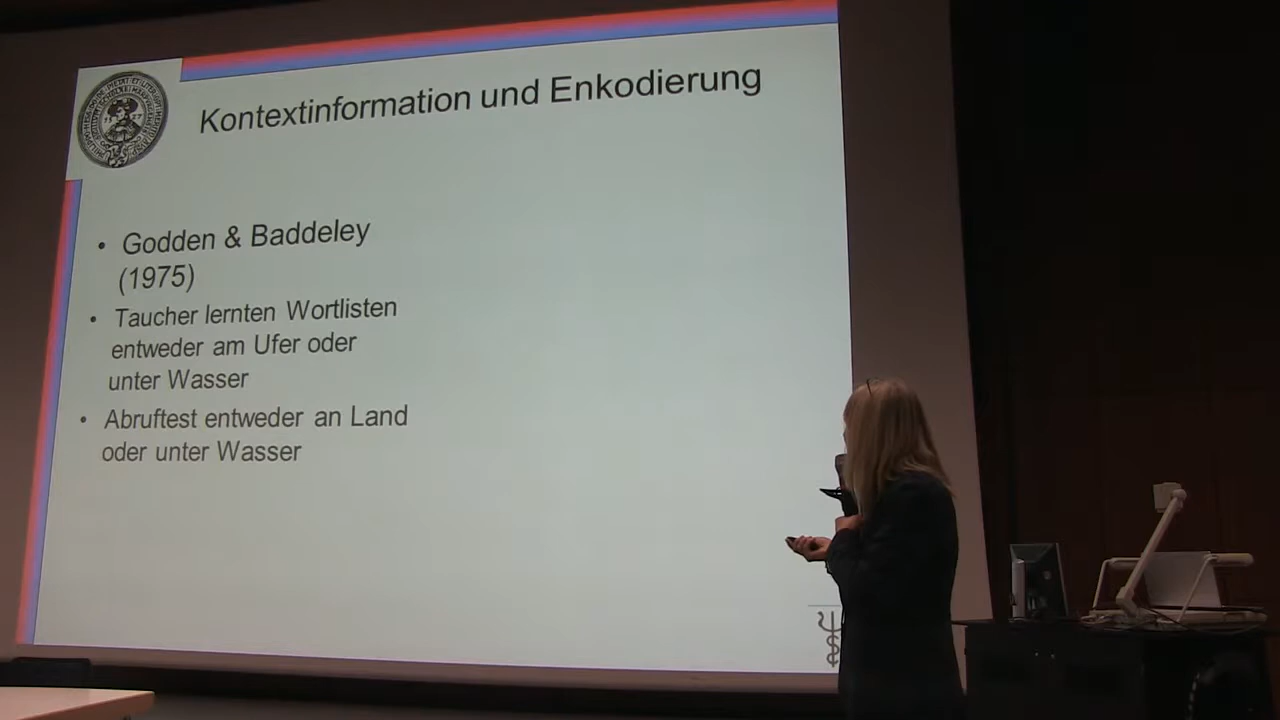 Kontextinformation und Enkodierung
• Godden & Baddeley
(1975)
• Taucher lernten Wortlisten
entweder am Ufer oder
unter Wasser
• Abruftest entweder an Land
oder unter Wasser